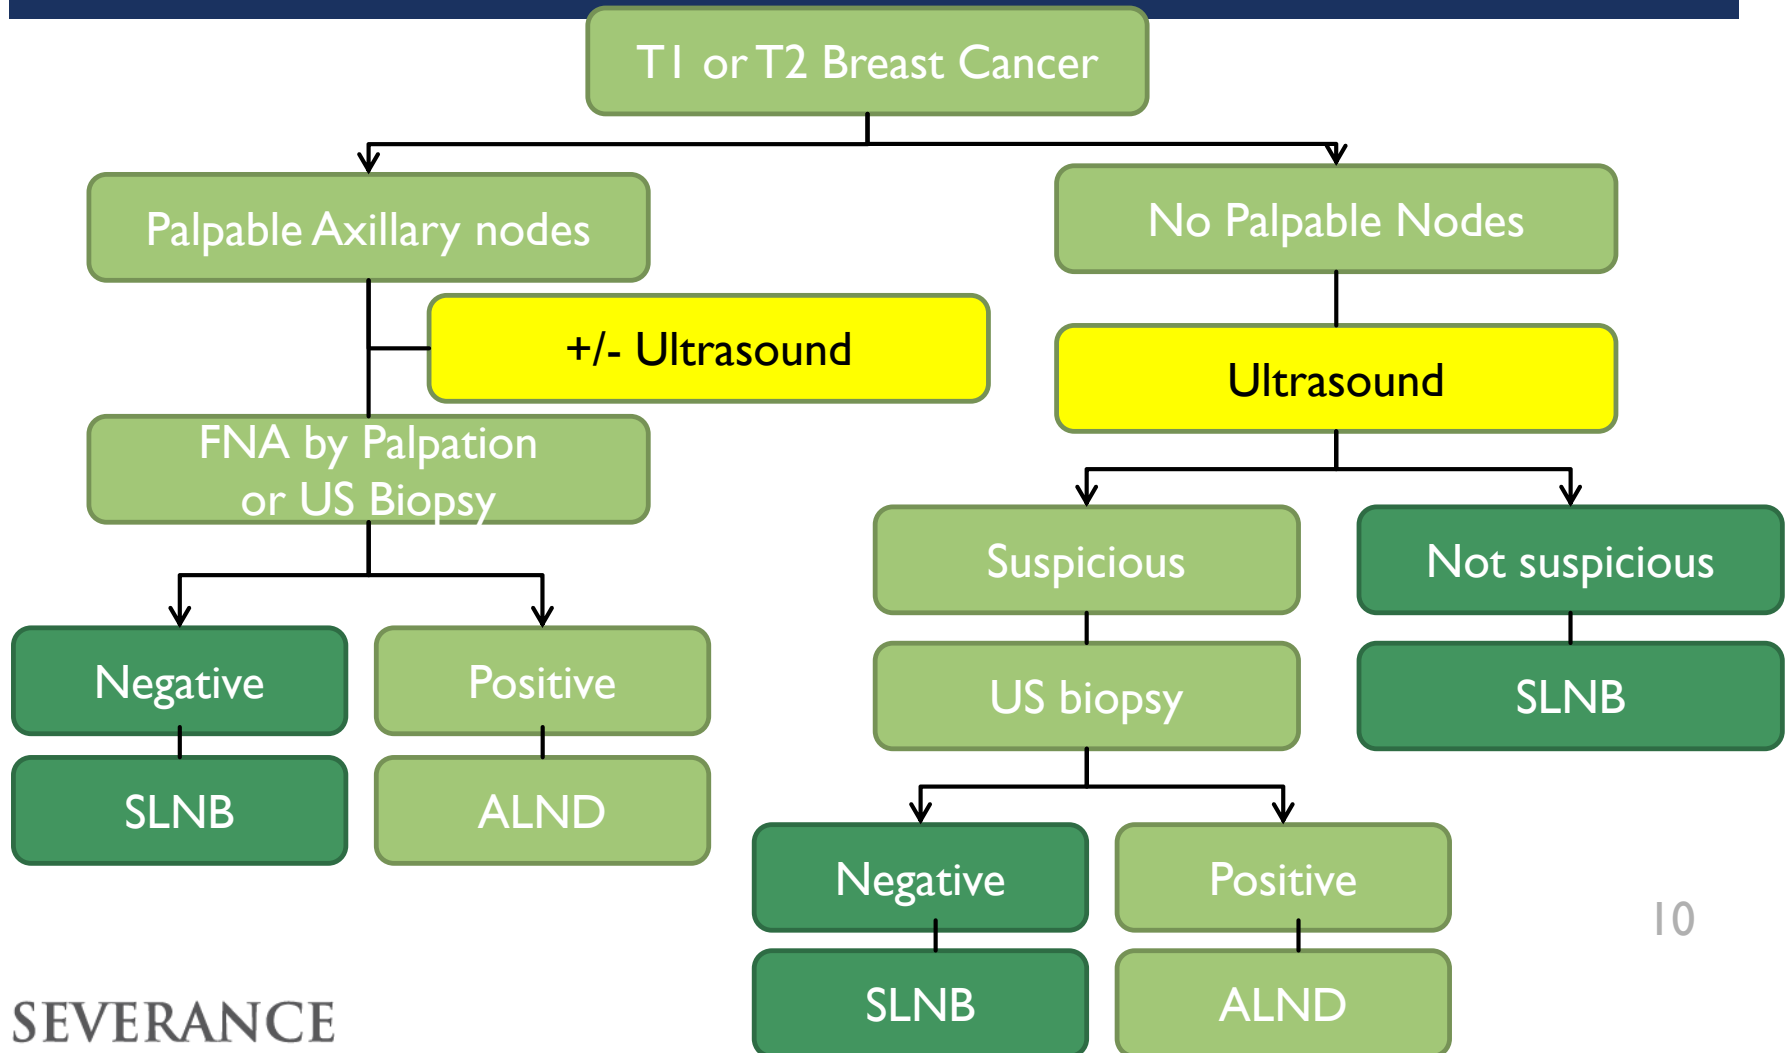 T1 or T2 Breast Cancer
Palpable Axillary nodes
No Palpable Nodes
+/- Ultrasound
Ultrasound
FNA by Palpation
or US Biopsy
Suspicious
Not suspicious
Negative
Positive
US biopsy
SLNB
SLNB
ALND
Negative
Positive
SLNB
ALND
10
SEVERANCE